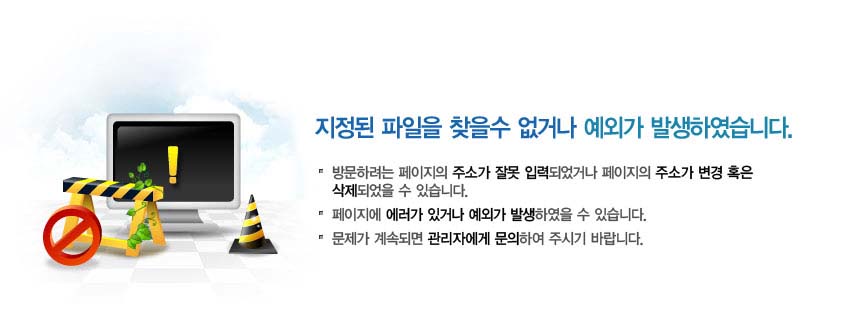 지정된 파일을 찾을수 없거나 예외가 발생하였습니다.
방문하려는 페이지의 주소가 잘못 입력되었거나 페이지의 주소가 변경 혹은
삭제되었을 수 있습니다.
페이지에 에러가 있거나 예외가 발생하였을 수 있습니다.
문제가 계속되면 관리자에게 문의하여 주시기 바랍니다.